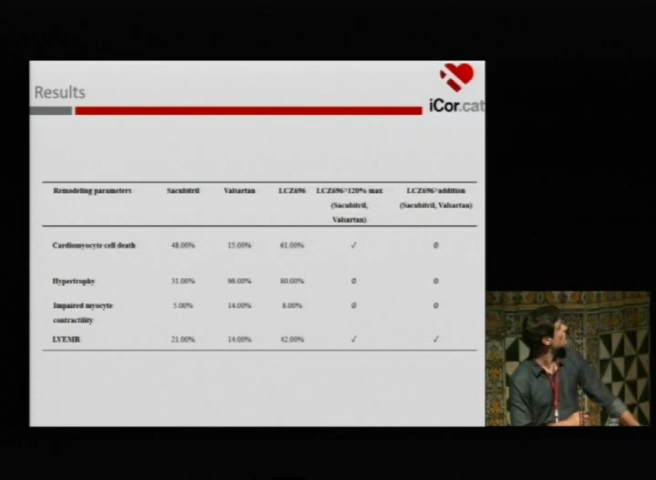 Results
iCor.cat
Remodeling parameters Sacubitril Valsartan LCZ696 LCZ696>120% max LCZ696>addition
(Sacubitril, (Sacubitril, Valsartan)
Valsartan)
Cardiomyocyte cell death 48.00% 15.00% 61.00% ✓ Ø
Hypertrophy 31.00% 96.00% 80.00% Ø Ø
Impaired myocyte 5.00% 14.00% 8.00% Ø Ø
contractility
LVEMR 21.00% 14.00% 42.00% ✓ ✓